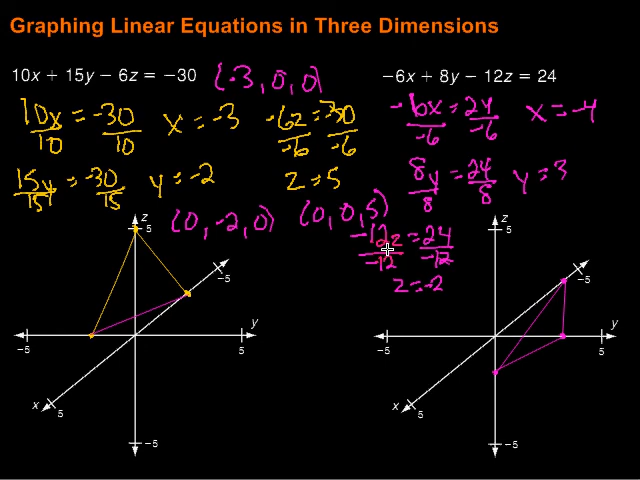 Graphing Linear Equations in Three Dimensions
10x + 15y − 6z = −30
(-3, 0, 0)
10x/10 = -30/10
x = -3
-6z/-6 = -30/-6
15y/15 = -30/15
y = -2
z = 5
(0, -2, 0)
(0, 0, 5)
−6x + 8y − 12z = 24
-6x/-6 = 24/-6
x = -4
8y/8 = 24/8
y = 3
-12z/-12 = 24/-12
z = -2
z
5
−5
y
−5
5
x
5
−5
z
5
−5
y
−5
5
x
5
−5